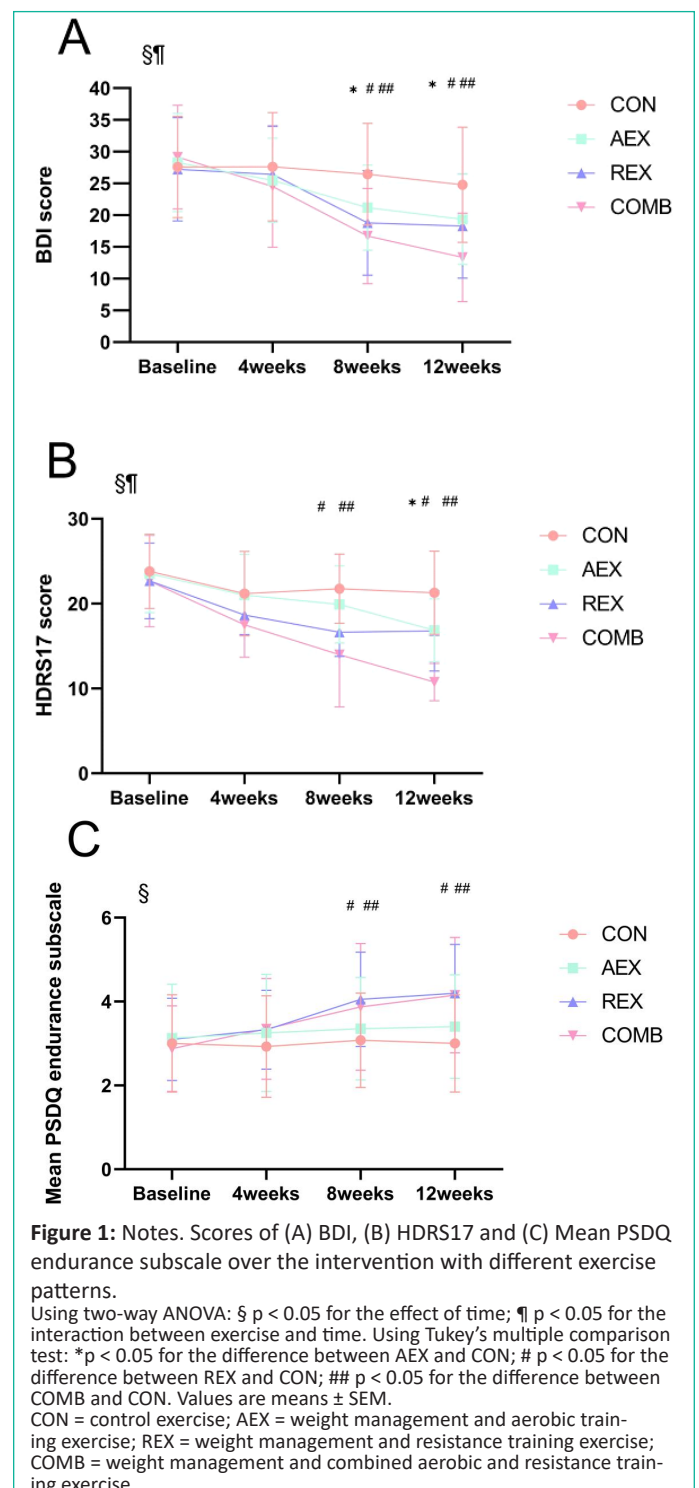 A
§¶
* # ##
* # ##
40
35
30
25
20
15
10
5
0
BDI score
Baseline 4weeks 8weeks 12weeks
CON
AEX
REX
COMB
B
§¶
# ##
* # ##
30
20
10
0
HDRS17 score
Baseline 4weeks 8weeks 12weeks
CON
AEX
REX
COMB
C
§
# ##
# ##
6
4
2
0
Mean PSDQ endurance subscale
Baseline 4weeks 8weeks 12weeks
CON
AEX
REX
COMB
Figure 1: Notes. Scores of (A) BDI, (B) HDRS17 and (C) Mean PSDQ
endurance subscale over the intervention with different exercise
patterns.
Using two-way ANOVA: § p < 0.05 for the effect of time; ¶ p < 0.05 for the
interaction between exercise and time. Using Tukey’s multiple comparison
test: *p < 0.05 for the difference between AEX and CON; # p < 0.05 for the
difference between REX and CON; ## p < 0.05 for the difference between
COMB and CON. Values are means ± SEM.
CON = control exercise; AEX = weight management and aerobic train-
ing exercise; REX = weight management and resistance training exercise;
COMB = weight management and combined aerobic and resistance train-
ing exercise